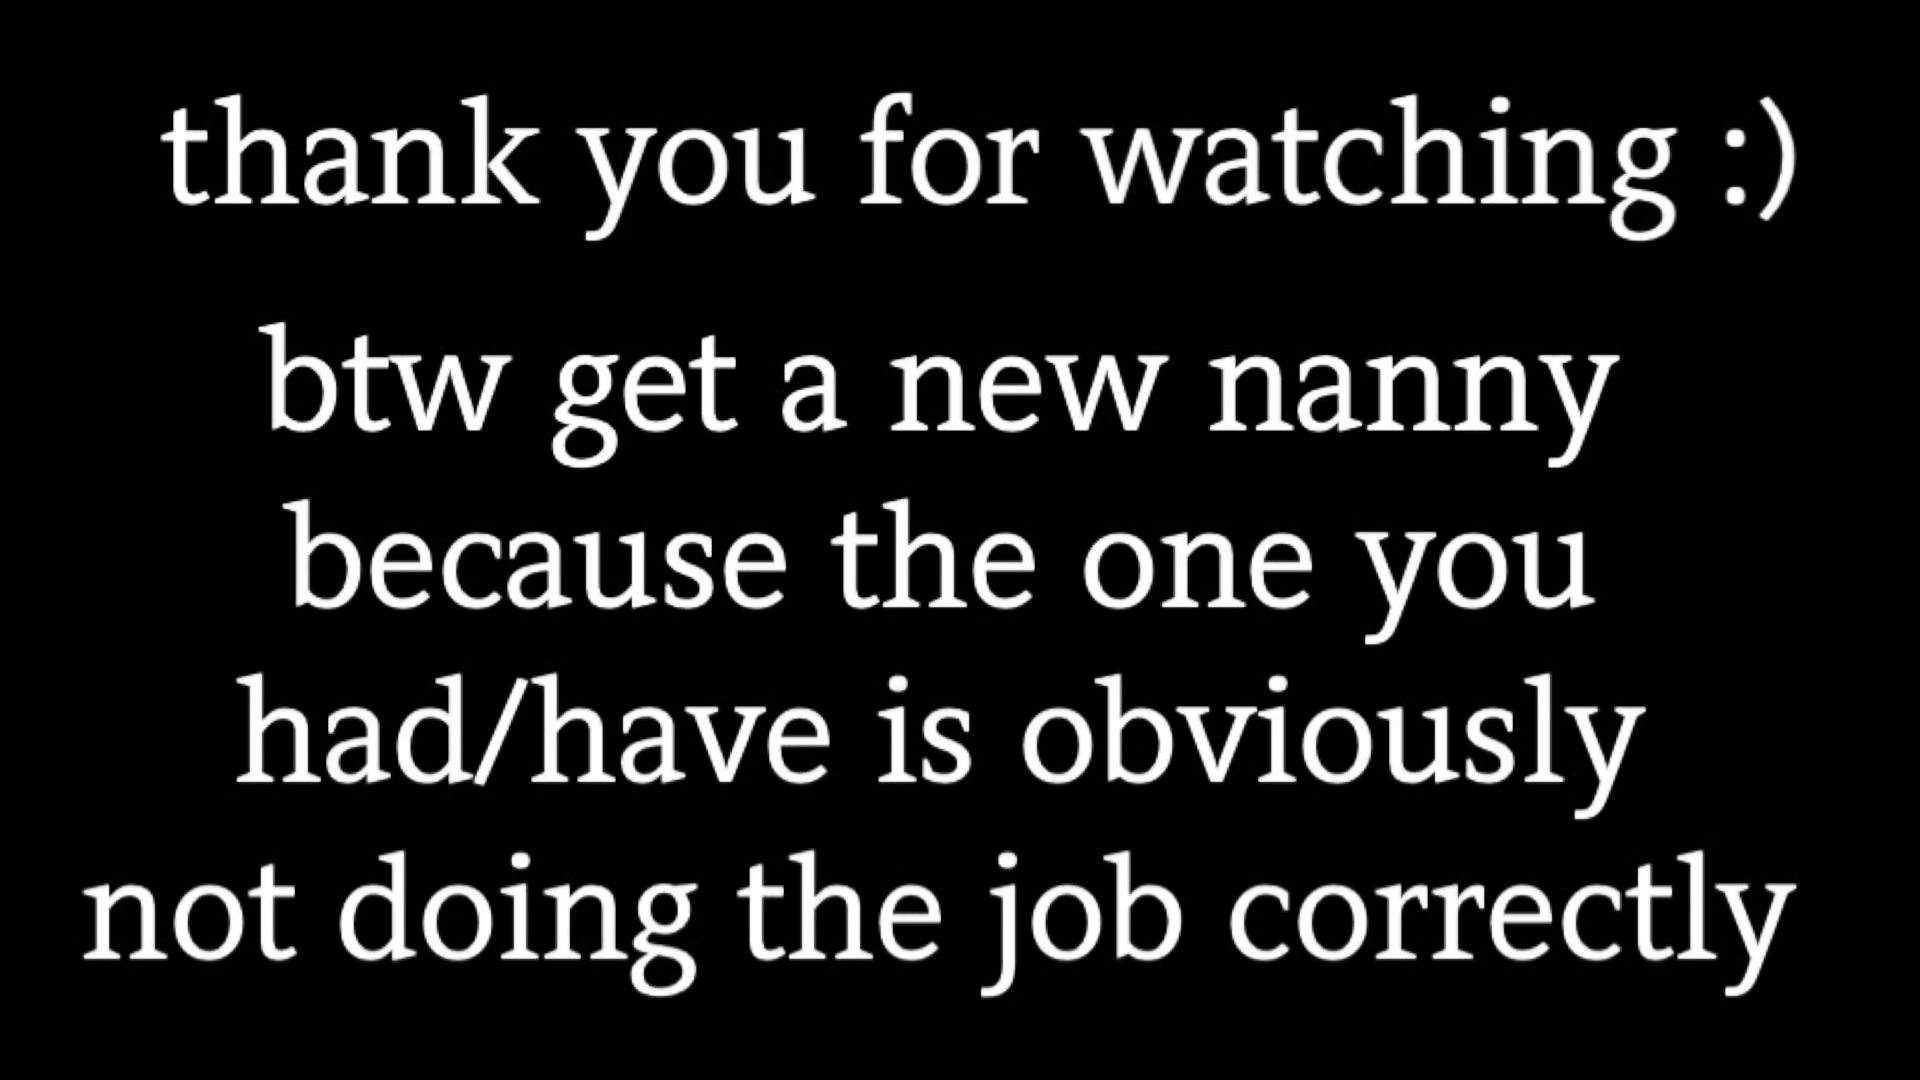 thank you for watching :)
btw get a new nanny
because the one you
had/have is obviously
not doing the job correctly